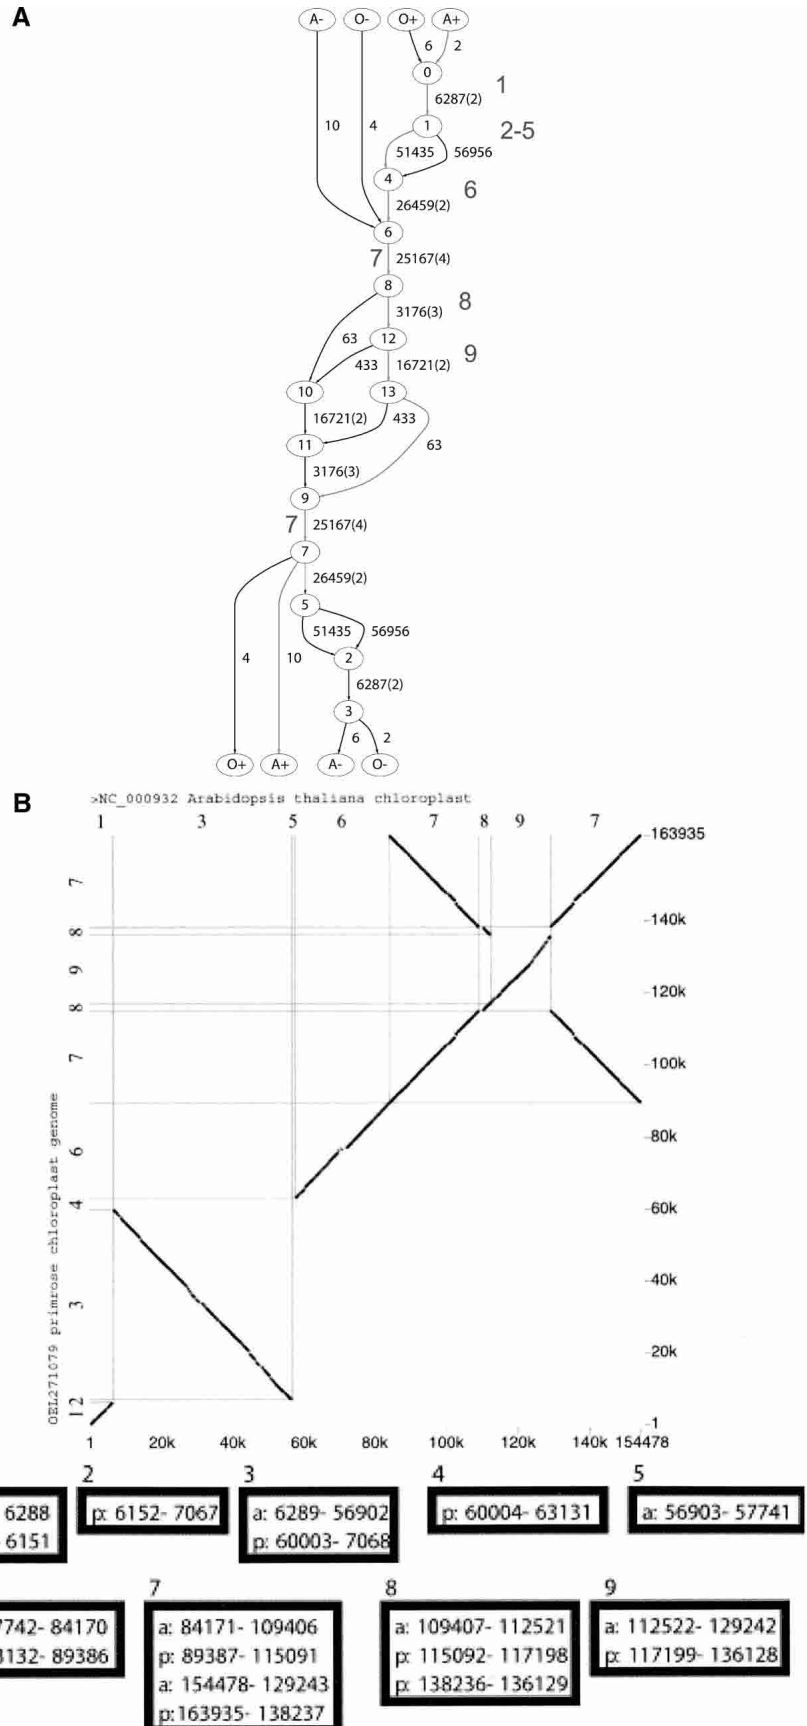 A
A- O- O+ A+
6 2
0
1
6287(2)
10 4 1 2-5
51435 56956
4
6
26459(2)
6
7 25167(4)
8
8
3176(3)
63 12
9
433 16721(2)
10 13
16721(2) 433
11
63
3176(3)
9
7 25167(4)
7
26459(2)
5
51435 56956
4 10 2
6287(2)
3
6 2
O+ A+ A- O-
B
>NC_000932 Arabidopsis thaliana chloroplast
1 3 5 6 7 8 9 7
OEL271079 primrose chloroplast genome
1 2 3 4 6 7 8 9 8 7
-163935
-140k
-120k
-100k
-80k
-60k
-40k
-20k
-1
1 20k 40k 60k 80k 100k 120k 140k 154478
2 3 4 5
6288
- 6151
p: 6152- 7067
a: 6289- 56902
p: 60003- 7068
p: 60004- 63131
a: 56903- 57741
7 8 9
7742- 84170
3132- 89386
a: 84171- 109406
p: 89387- 115091
a: 154478- 129243
p:163935- 138237
a: 109407- 112521
p: 115092- 117198
p: 138236- 136129
a: 112522- 129242
p: 117199- 136128